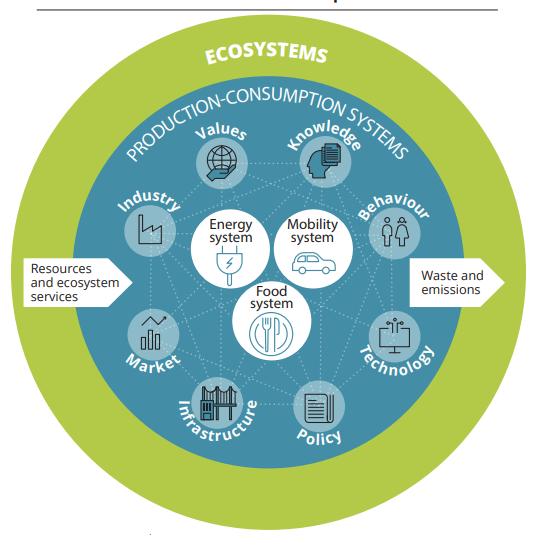 ECOSYSTEMS
PRODUCTION-CONSUMPTION SYSTEMS
Values
Knowledge
Industry
Behaviour
Energy
system
Mobility
system
Resources
and ecosystem
services
Waste and
emissions
Food
system
Market
Technology
Infrastructure
Policy